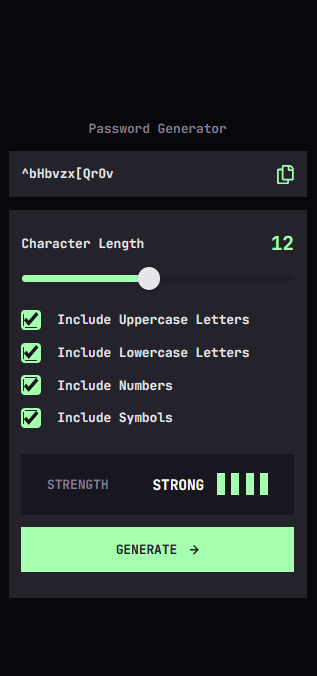 Password Generator
^bHbvzx[QrOv
Character Length
12
Include Uppercase Letters
Include Lowercase Letters
Include Numbers
Include Symbols
STRENGTH
STRONG
GENERATE →